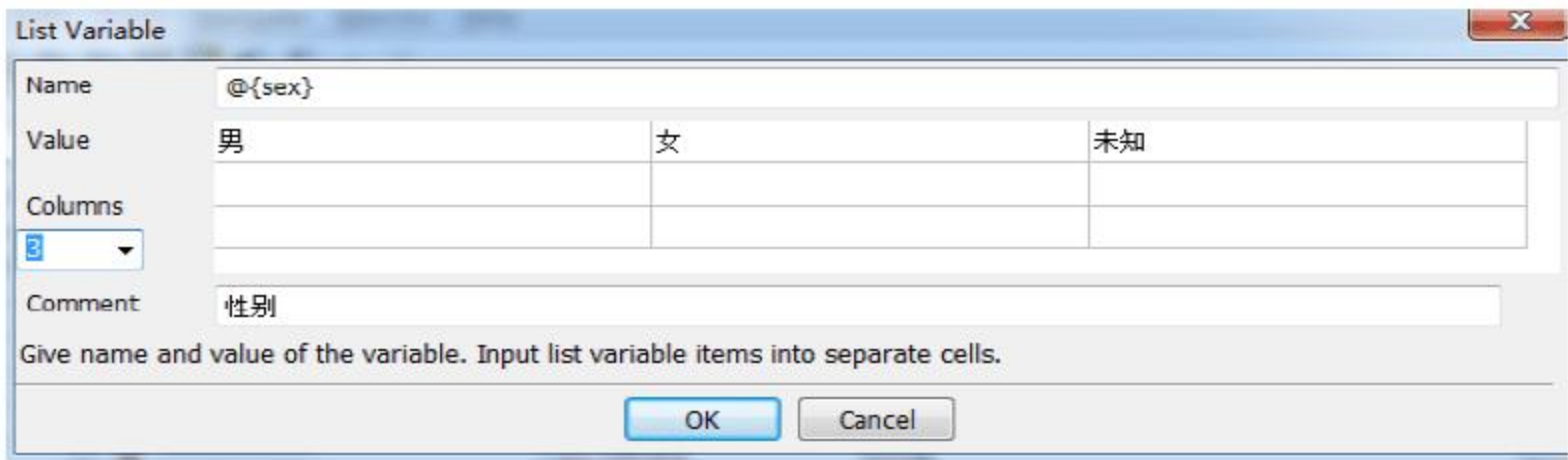 List Variable
Name @{sex}
Value 男 女 未知
Columns
3
Comment 性别
Give name and value of the variable. Input list variable items into separate cells.
OK Cancel